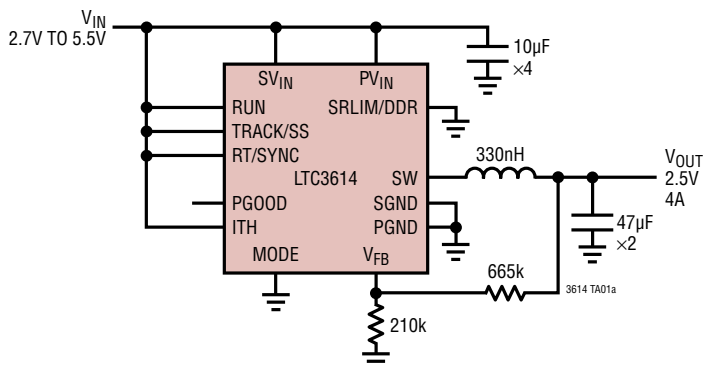 VIN
2.7V TO 5.5V
10µF
×4
SVIN
PVIN
RUN
SRLIM/DDR
TRACK/SS
RT/SYNC
330nH
LTC3614
SW
VOUT
2.5V
4A
PGOOD
SGND
ITH
PGND
47µF
×2
MODE
VFB
665k
3614 TA01a
210k